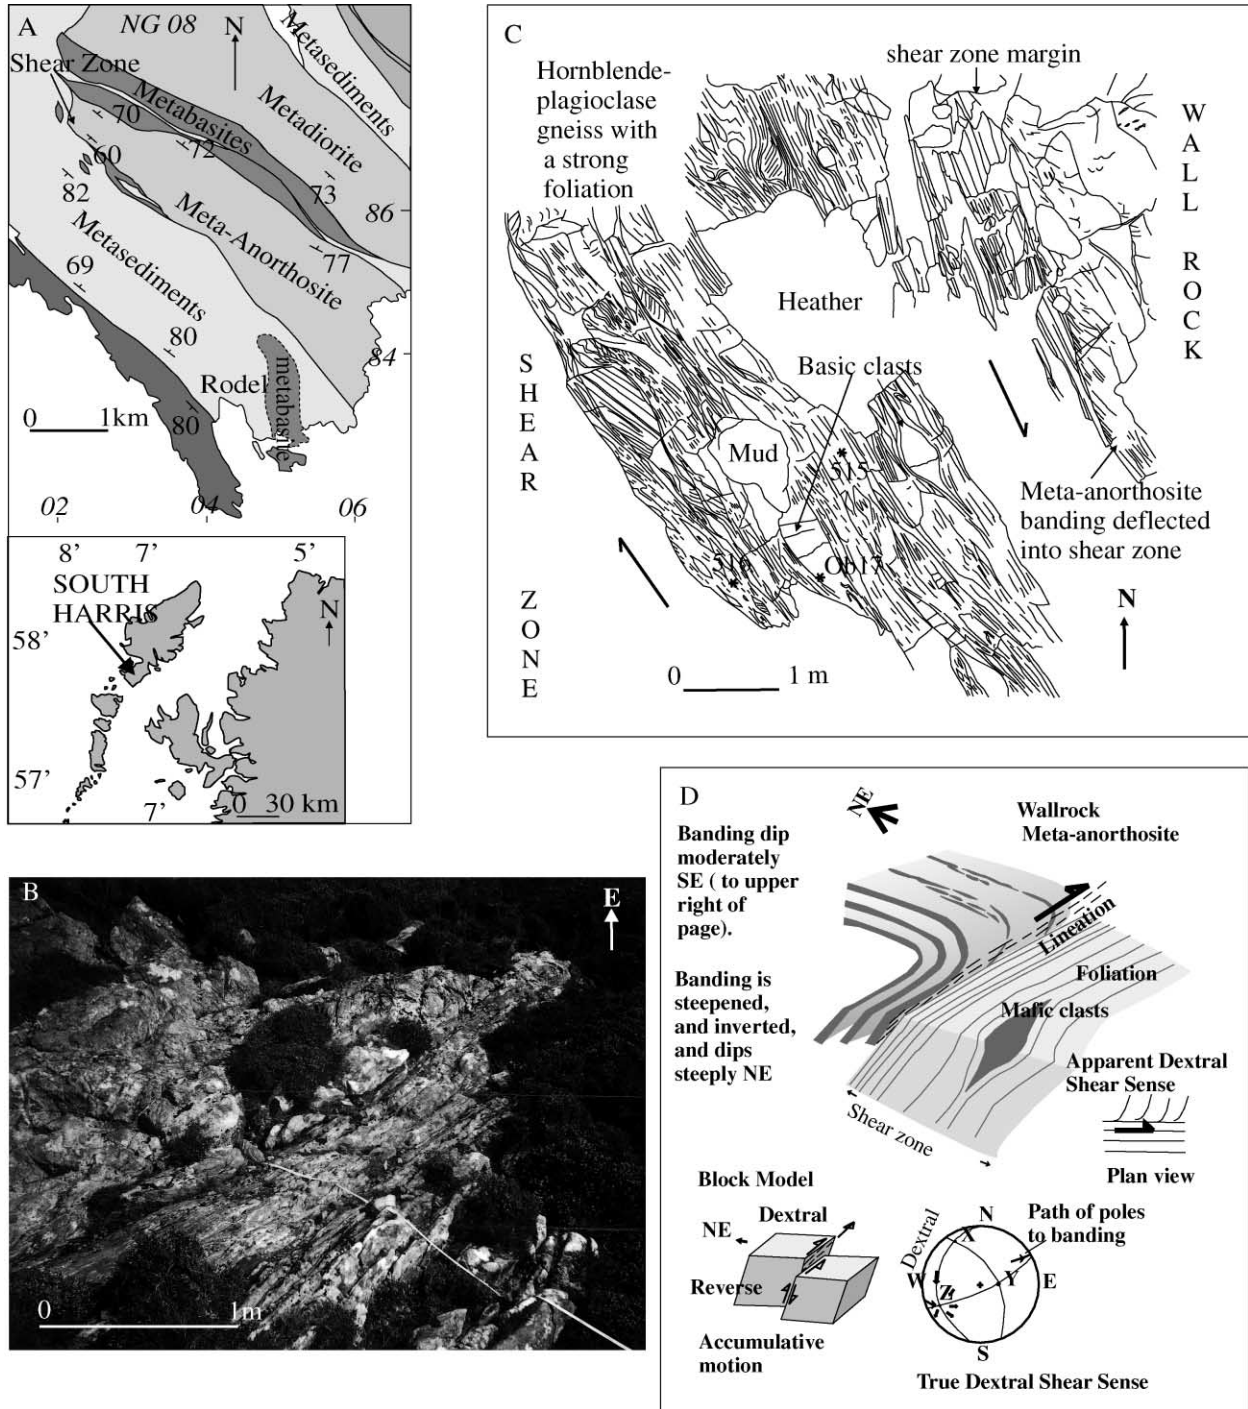 A
NG 08
N
Metasediments
Shear Zone
Metabasites
Metadiorite
70
72
60
82
73
86
Meta-Anorthosite
77
Metasediments
69
80
84
Rodel
metabasite
80
0 1km
02
04
06
8' 7' 5'
SOUTH
HARRIS
N
58'
57'
7'
0 30 km
B
E
0 1m
C
shear zone margin
Hornblende-
plagioclase
gneiss with
a strong
foliation
WALL ROCK
Heather
SHEAR ZONE
Basic clasts
Mud
515
516
Ob17
Meta-anorthosite
banding deflected
into shear zone
N
0 1 m
D
NE
Wallrock
Meta-anorthosite
Banding dip
moderately
SE ( to upper
right of
page).
Lineation
Foliation
Banding is
steepened,
and inverted,
and dips
steeply NE
Mafic clasts
Apparent Dextral
Shear Sense
Shear zone
Plan view
Block Model
NE
Dextral
Reverse
Accumulative
motion
Dextral
N
X
W
Z
Y
E
S
Path of poles
to banding
True Dextral Shear Sense